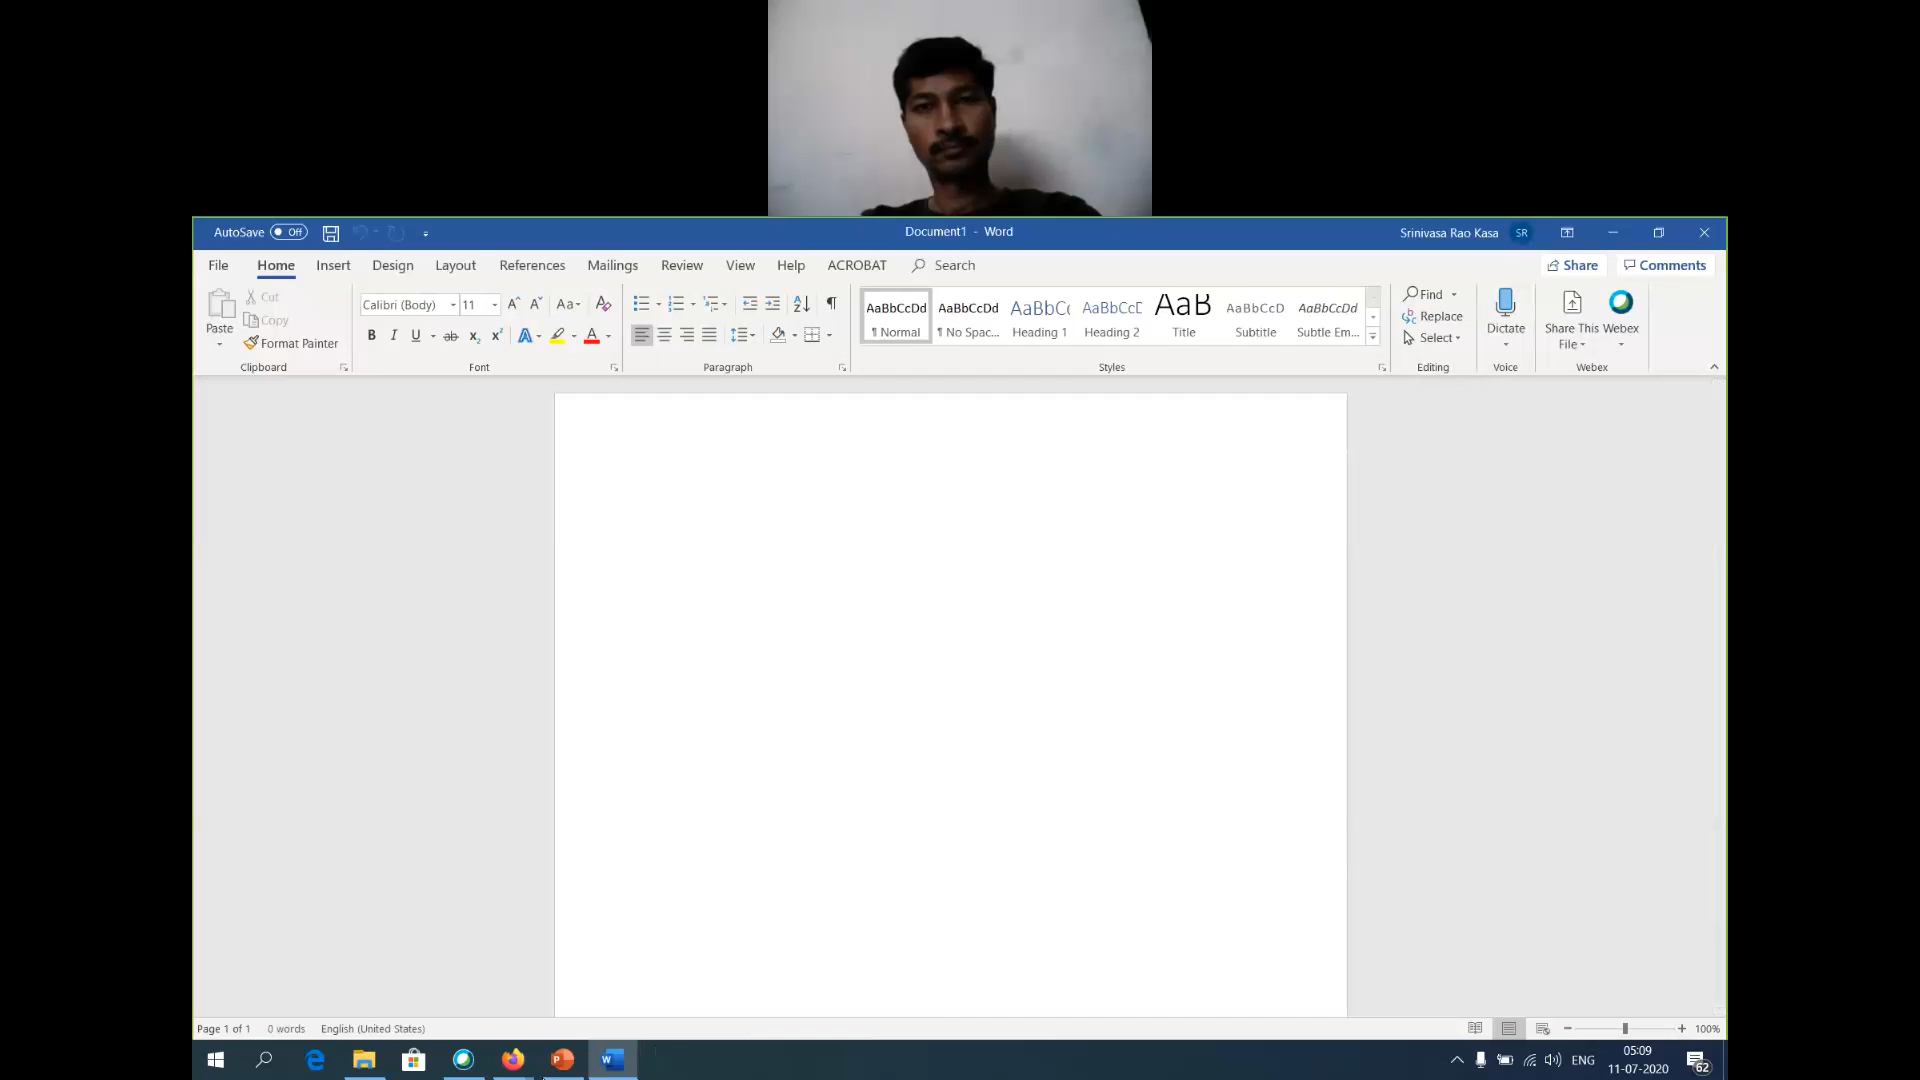 AutoSave Off Document1 - Word Srinivasa Rao Kasa SR
File Home Insert Design Layout References Mailings Review View Help ACROBAT Search Share Comments
Paste Cut Copy Format Painter
Clipboard
Calibri (Body) 11 Aa
B I U ab x₂ x² A A
Font
Paragraph
AaBbCcDd AaBbCcDd AaBbCc AaBbCcE AaB AaBbCcD AaBbCcDd
¶ Normal ¶ No Spac... Heading 1 Heading 2 Title Subtitle Subtle Em...
Styles
Find
Replace
Select
Editing
Dictate
Voice
Share This File Webex
Webex
Page 1 of 1 0 words English (United States) 100%
ENG 05:09
11-07-2020 62